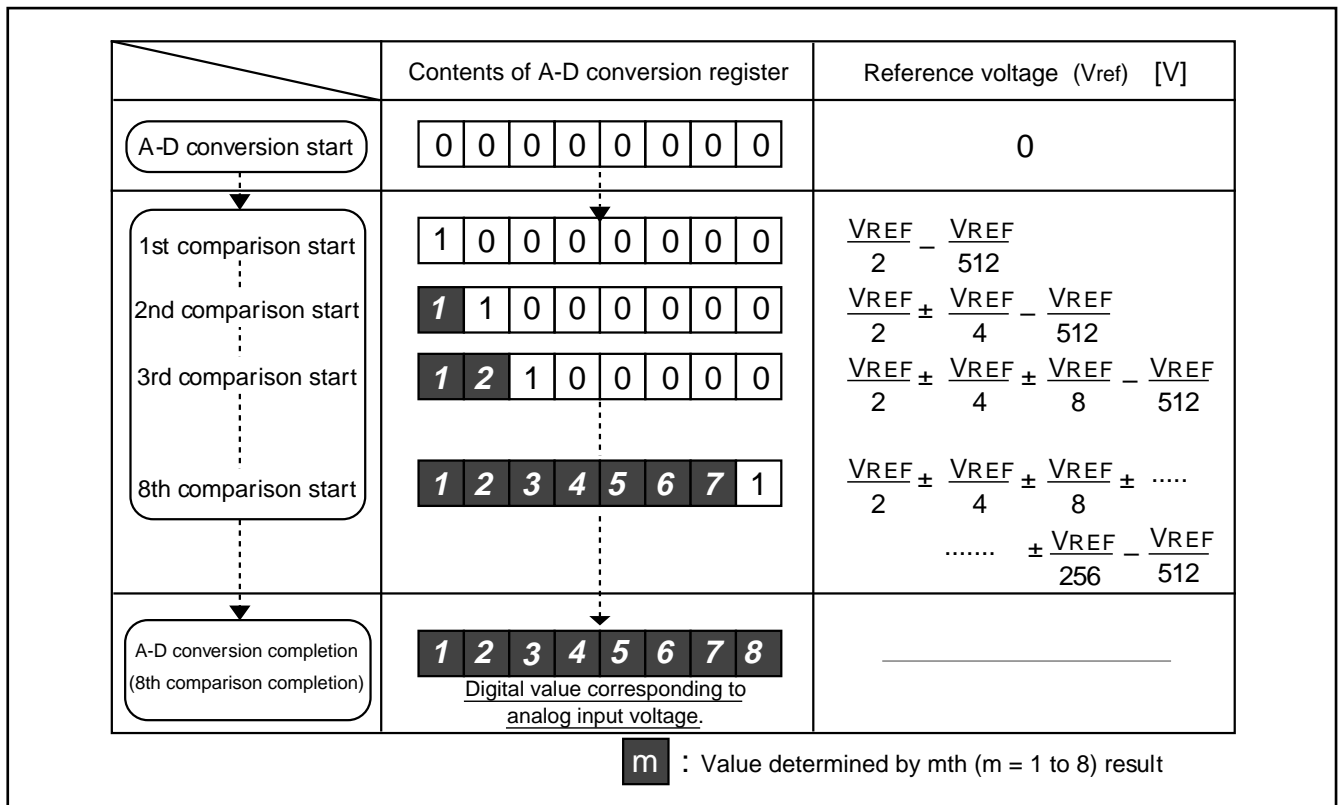 Contents of A-D conversion register
Reference voltage (Vref) [V]
A-D conversion start
0 0 0 0 0 0 0 0
0
1st comparison start
1 0 0 0 0 0 0 0
VREF/2 – VREF/512
2nd comparison start
1 1 0 0 0 0 0 0
VREF/2 ± VREF/4 – VREF/512
3rd comparison start
1 2 1 0 0 0 0 0
VREF/2 ± VREF/4 ± VREF/8 – VREF/512
8th comparison start
1 2 3 4 5 6 7 1
VREF/2 ± VREF/4 ± VREF/8 ± .....
....... ± VREF/256 – VREF/512
A-D conversion completion
(8th comparison completion)
1 2 3 4 5 6 7 8
Digital value corresponding to
analog input voltage.
m : Value determined by mth (m = 1 to 8) result